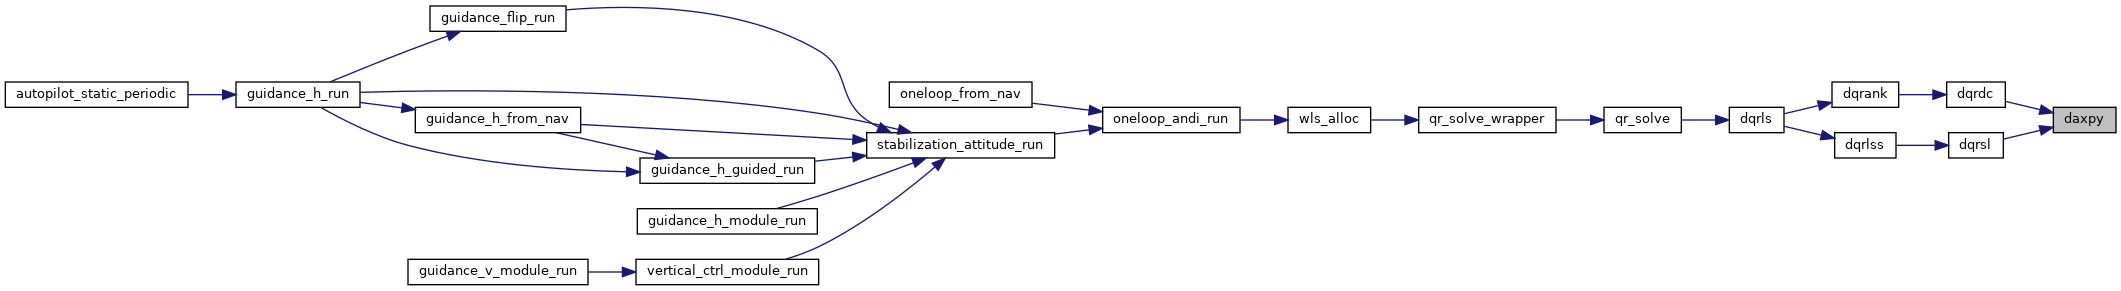 guidance_flip_run
autopilot_static_periodic
guidance_h_run
guidance_h_from_nav
guidance_h_guided_run
guidance_h_module_run
guidance_v_module_run
vertical_ctrl_module_run
oneloop_from_nav
stabilization_attitude_run
oneloop_andi_run
wls_alloc
qr_solve_wrapper
qr_solve
dqrls
dqrank
dqrlss
dqrdc
dqrsl
daxpy